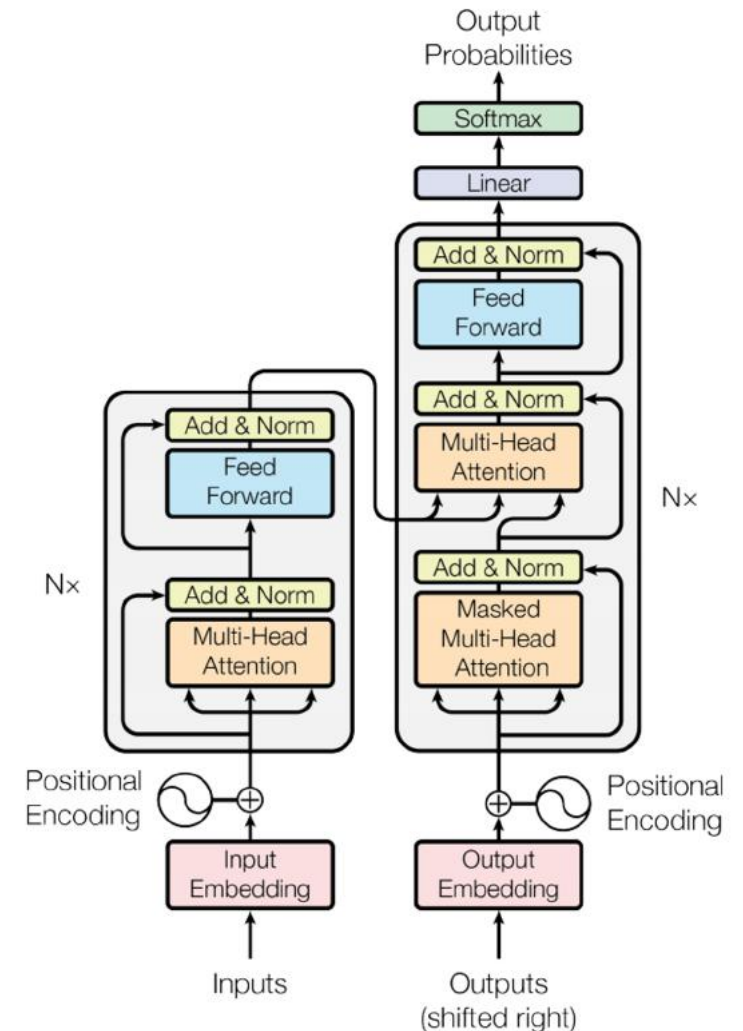 Output
Probabilities
Softmax
Linear
Add & Norm
Feed
Forward
Add & Norm
Multi-Head
Attention
Nx
Add & Norm
Masked
Multi-Head
Attention
Add & Norm
Feed
Forward
Nx
Add & Norm
Multi-Head
Attention
Positional
Encoding
Positional
Encoding
Input
Embedding
Output
Embedding
Inputs
Outputs
(shifted right)